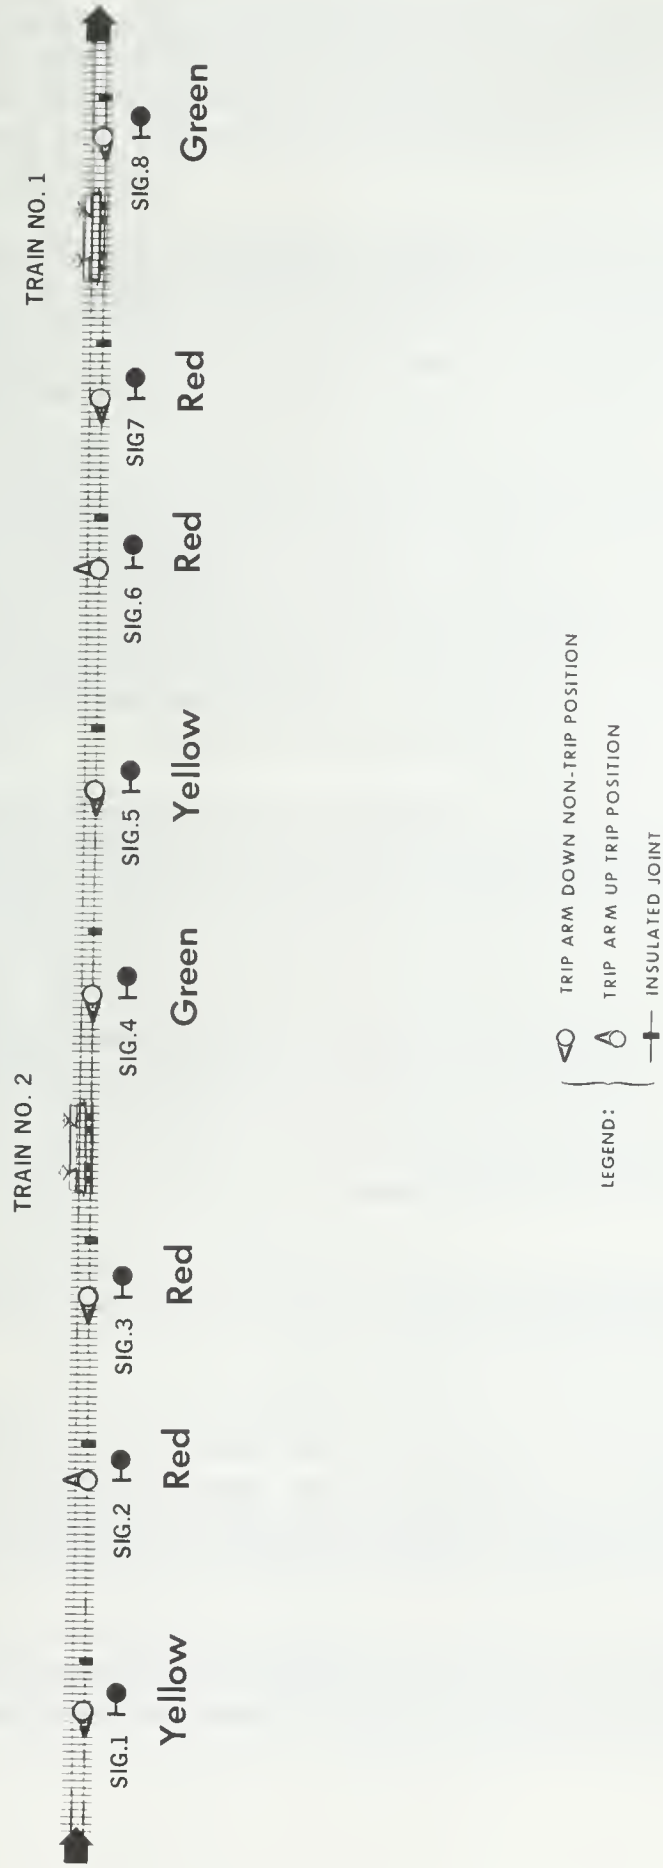 TRAIN NO. 2
TRAIN NO. 1
SIG.1
SIG.2
SIG.3
SIG.4
SIG.5
SIG.6
SIG7
SIG.8
Yellow
Red
Red
Green
Yellow
Red
Red
Green
LEGEND:
TRIP ARM DOWN NON-TRIP POSITION
TRIP ARM UP TRIP POSITION
INSULATED JOINT